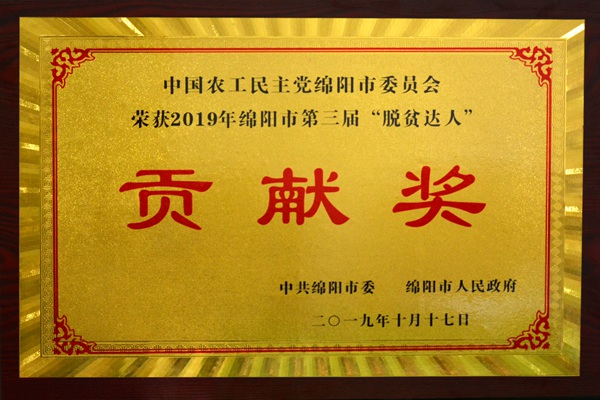 中国农工民主党绵阳市委员会
荣获2019年绵阳市第三届“脱贫达人”
贡献奖
中共绵阳市委 绵阳市人民政府
二〇一九年十月十七日